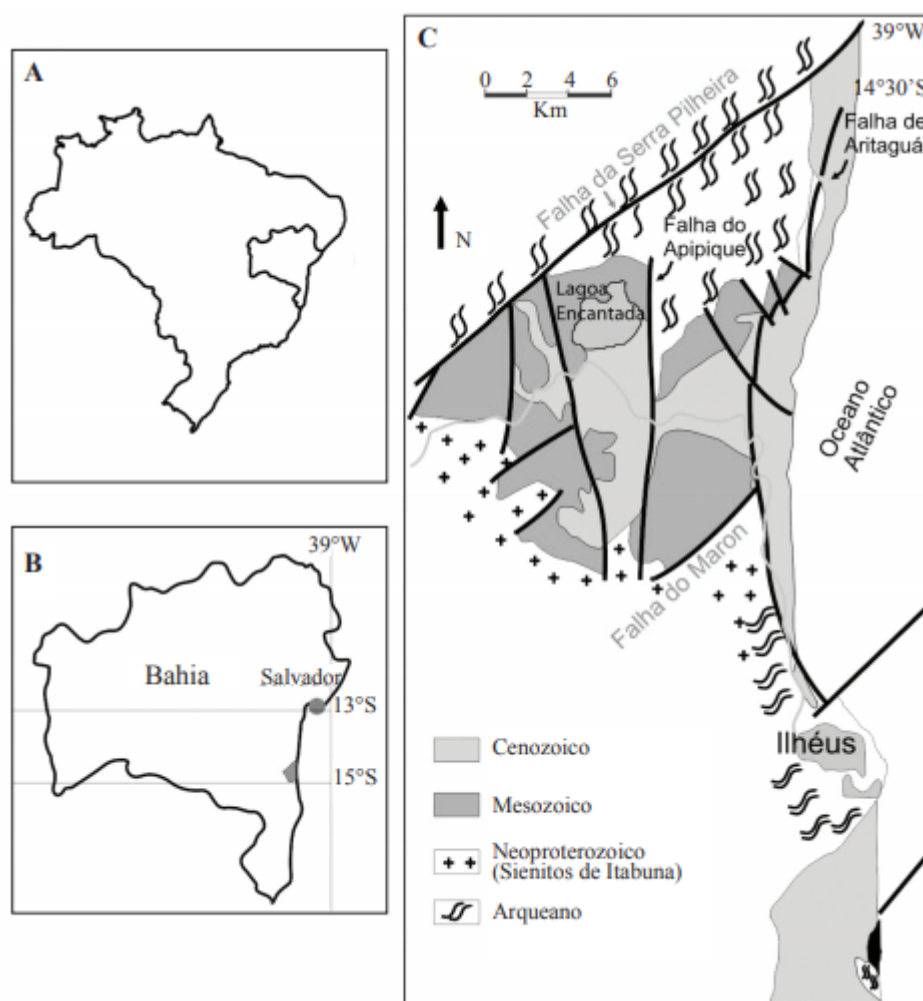 A
B
39°W
Bahia
Salvador
13°S
15°S
C
39°W
0 2 4 6
Km
14°30'S
Falha de
Aritaguá
Falha da Serra Pilheira
N
Falha do
Apipique
Lagoa
Encantada
Oceano
Atlântico
Falha do Maron
Ilhéus
Cenozoico
Mesozoico
Neoproterozoico
(Sienitos de Itabuna)
Arqueano